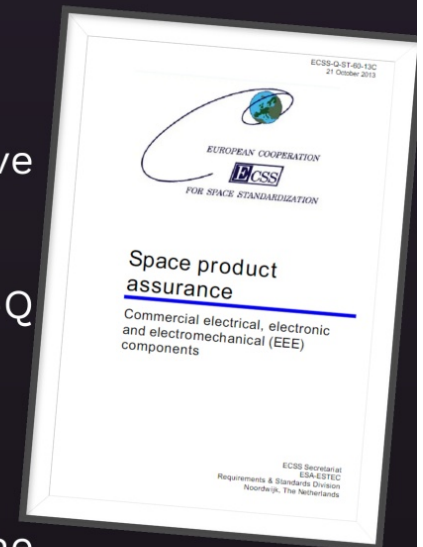 ECSS-Q-ST-60-13C
21 October 2013
EUROPEAN COOPERATION
ECSS
FOR SPACE STANDARDIZATION
ve
Q
Space product
assurance
Commercial electrical, electronic
and electromechanical (EEE)
components
ECSS Secretariat
ESA-ESTEC
Requirements & Standards Division
Noordwijk, The Netherlands